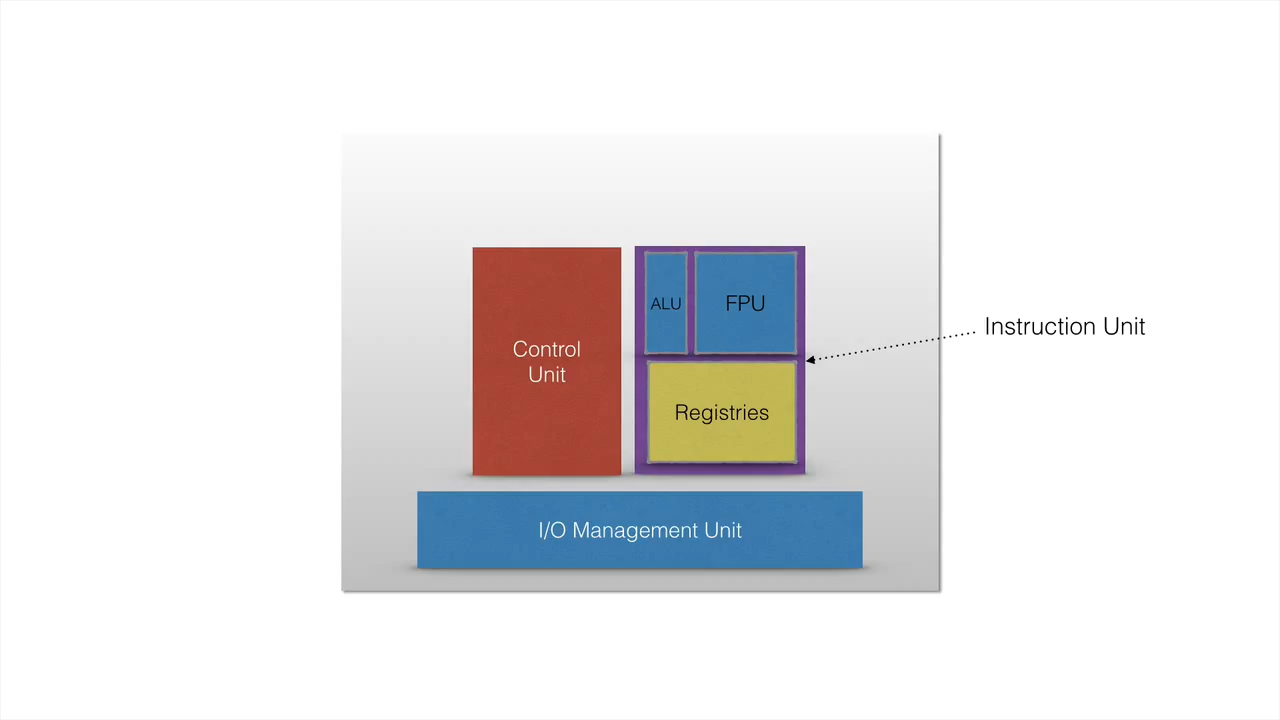 Control
Unit
ALU
FPU
Registries
Instruction Unit
I/O Management Unit